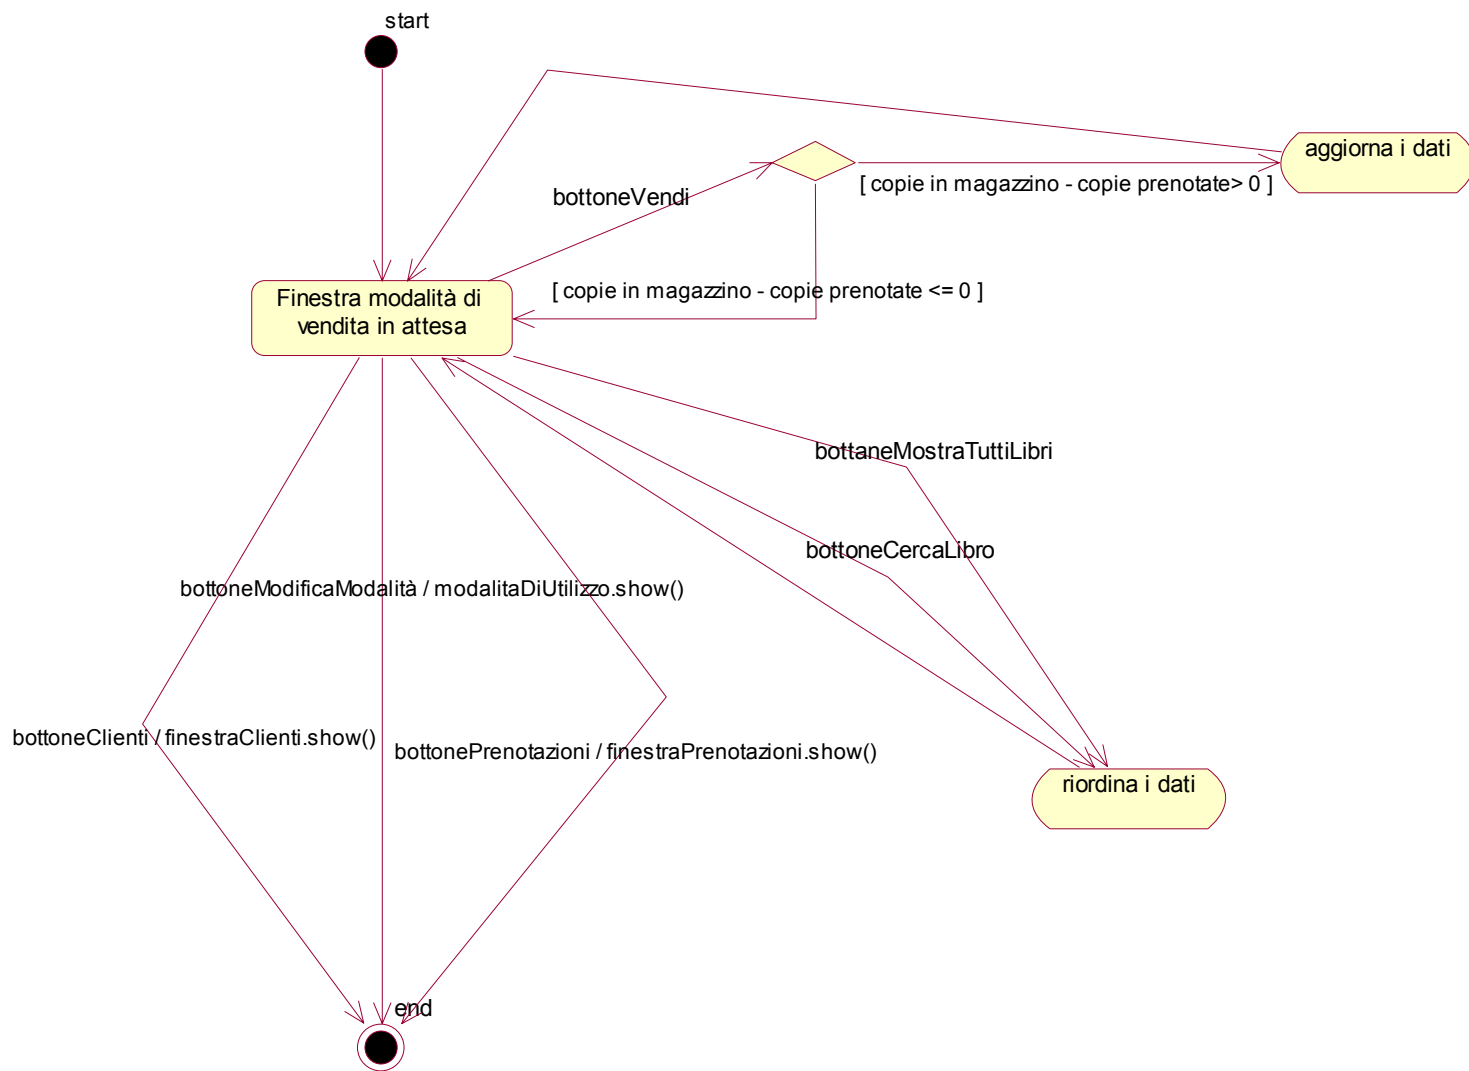 start
aggiorna i dati
[ copie in magazzino - copie prenotate> 0 ]
bottoneVendi
Finestra modalità di
vendita in attesa
[ copie in magazzino - copie prenotate <= 0 ]
bottaneMostraTuttiLibri
bottoneCercaLibro
bottoneModificaModalità / modalitaDiUtilizzo.show()
bottoneClienti / finestraClienti.show()
bottonePrenotazioni / finestraPrenotazioni.show()
riordina i dati
end